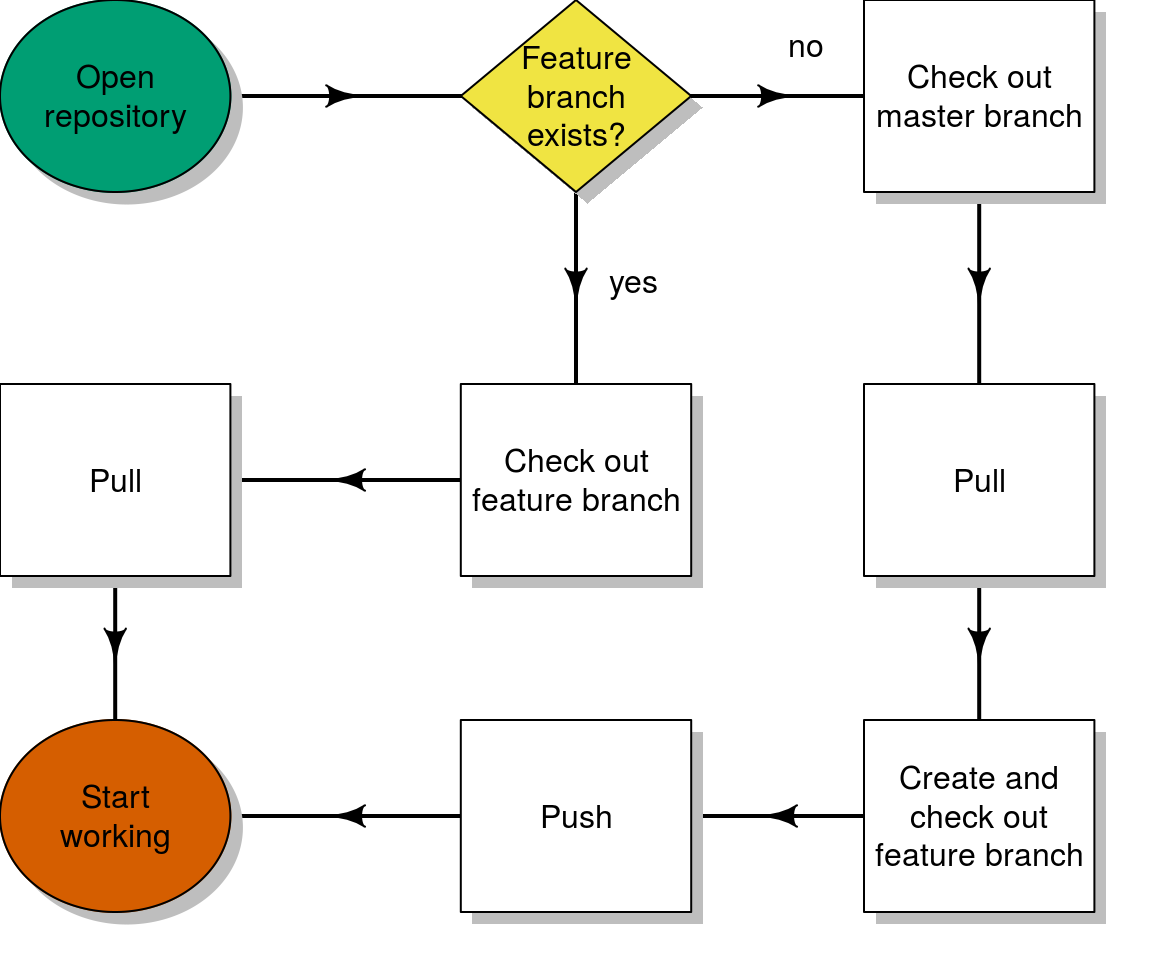 Open
repository
Feature
branch
exists?
no
Check out
master branch
yes
Pull
Check out
feature branch
Pull
Start
working
Push
Create and
check out
feature branch